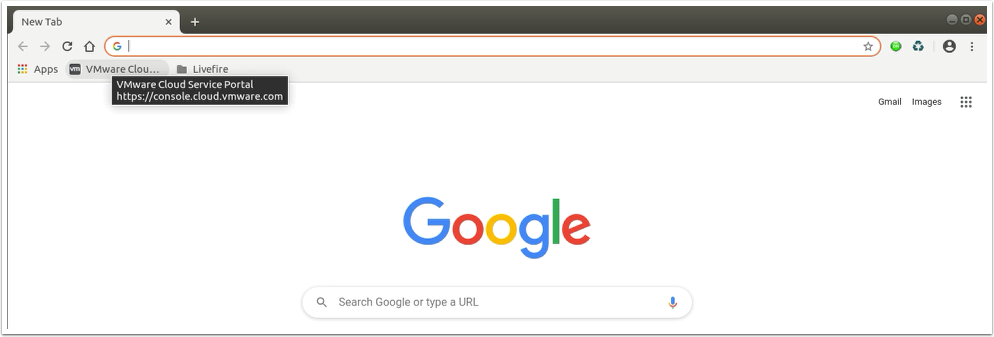 New Tab
Apps
VMware Clou...
Livefire
VMware Cloud Service Portal
https://console.cloud.vmware.com
Gmail Images
Google
Search Google or type a URL